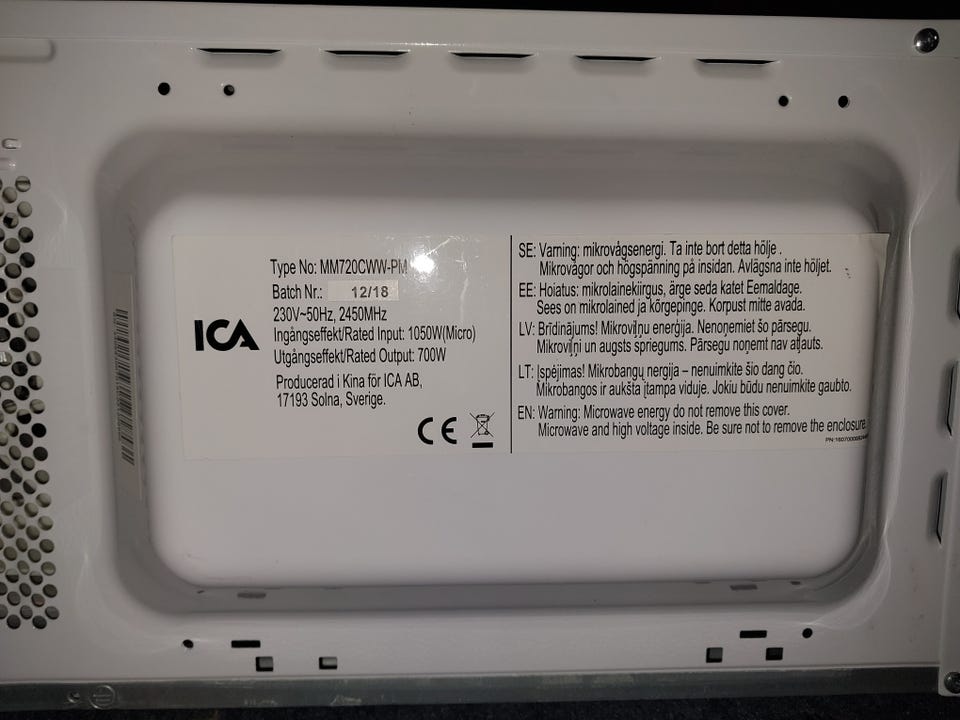 ICA
Type No: MM720CWW-PM
Batch Nr.: 12/18
230V~50Hz, 2450MHz
Ingångseffekt/Rated Input: 1050W(Micro)
Utgångseffekt/Rated Output: 700W
Producerad i Kina för ICA AB,
17193 Solna, Sverige.
CE
SE: Varning: mikrovågsenergi. Ta inte bort detta hölje .
Mikrovågor och högspänning på insidan. Avlägsna inte höljet.
EE: Hoiatus: mikrolainekiirgus, ärge seda katet Eemaldage.
Sees on mikrolained ja kõrgepinge. Korpust mitte avada.
LV: Brīdinājums! Mikroviļņu enerģija. Nenoņemiet šo pārsegu.
Mikroviļņi un augsts spriegums. Pārsegu noņemt nav atļauts.
LT: Įspėjimas! Mikrobangų nergija – nenuimkite šio dang čio.
Mikrobangos ir aukšta įtampa viduje. Jokiu būdu nenuimkite gaubto.
EN: Warning: Microwave energy do not remove this cover.
Microwave and high voltage inside. Be sure not to remove the enclosure.